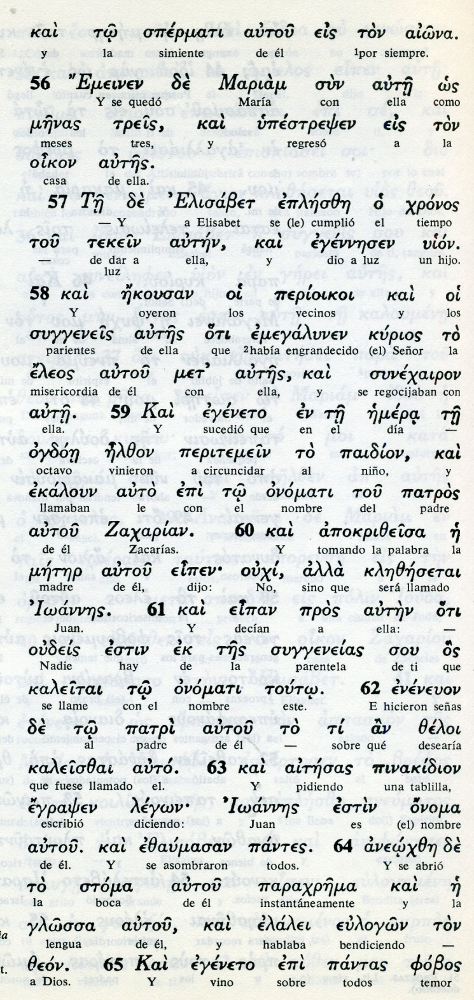 καὶ τῷ σπέρματι αὐτοῦ εἰς τὸν αἰῶνα.
y la simiente de él 1por siempre.
56 Ἔμεινεν δὲ Μαριὰμ σὺν αὐτῇ ὡς
Y se quedó María con ella como
μῆνας τρεῖς, καὶ ὑπέστρεψεν εἰς τὸν
meses tres, y regresó a la
οἶκον αὐτῆς.
casa de ella.
57 Τῇ δὲ Ἐλισάβετ ἐπλήσθη ὁ χρόνος
— Y a Elisabet se (le) cumplió el tiempo
τοῦ τεκεῖν αὐτήν, καὶ ἐγέννησεν υἱόν.
— de dar a ella, y dio a luz un hijo.
luz
58 καὶ ἤκουσαν οἱ περίοικοι καὶ οἱ
Y oyeron los vecinos y los
συγγενεῖς αὐτῆς ὅτι ἐμεγάλυνεν κύριος τὸ
parientes de ella que 2había engrandecido (el) Señor la
ἔλεος αὐτοῦ μετ’ αὐτῆς, καὶ συνέχαιρον
misericordia de él con ella, y se regocijaban con
αὐτῇ. 59 Καὶ ἐγένετο ἐν τῇ ἡμέρᾳ τῇ
ella. Y sucedió que en el día —
ὀγδόῃ ἦλθον περιτεμεῖν τὸ παιδίον, καὶ
octavo vinieron a circuncidar al niño, y
ἐκάλουν αὐτὸ ἐπὶ τῷ ὀνόματι τοῦ πατρὸς
llamaban le con el nombre del padre
αὐτοῦ Ζαχαρίαν. 60 καὶ ἀποκριθεῖσα ἡ
de él Zacarías. Y tomando la palabra la
μήτηρ αὐτοῦ εἶπεν· οὐχί, ἀλλὰ κληθήσεται
madre de él, dijo: No, sino que será llamado
Ἰωάννης. 61 καὶ εἶπαν πρὸς αὐτὴν ὅτι
Juan. Y decían a ella: —
οὐδείς ἐστιν ἐκ τῆς συγγενείας σου ὃς
Nadie hay de la parentela de ti que
καλεῖται τῷ ὀνόματι τούτῳ. 62 ἐνένευον
se llame con el nombre este. E hicieron señas
δὲ τῷ πατρὶ αὐτοῦ τὸ τί ἂν θέλοι
al padre de él — sobre qué desearía
καλεῖσθαι αὐτό. 63 καὶ αἰτήσας πινακίδιον
que fuese llamado el. Y pidiendo una tablilla,
ἔγραψεν λέγων· Ἰωάννης ἐστὶν ὄνομα
escribió diciendo: Juan es (el) nombre
αὐτοῦ. καὶ ἐθαύμασαν πάντες. 64 ἀνεῴχθη δὲ
de él. Y se asombraron todos. Y se abrió
τὸ στόμα αὐτοῦ παραχρῆμα καὶ ἡ
la boca de él instantáneamente y la
γλῶσσα αὐτοῦ, καὶ ἐλάλει εὐλογῶν τὸν
lengua de él, y hablaba bendiciendo —
θεόν. 65 Καὶ ἐγένετο ἐπὶ πάντας φόβος
a Dios. Y vino sobre todos temor